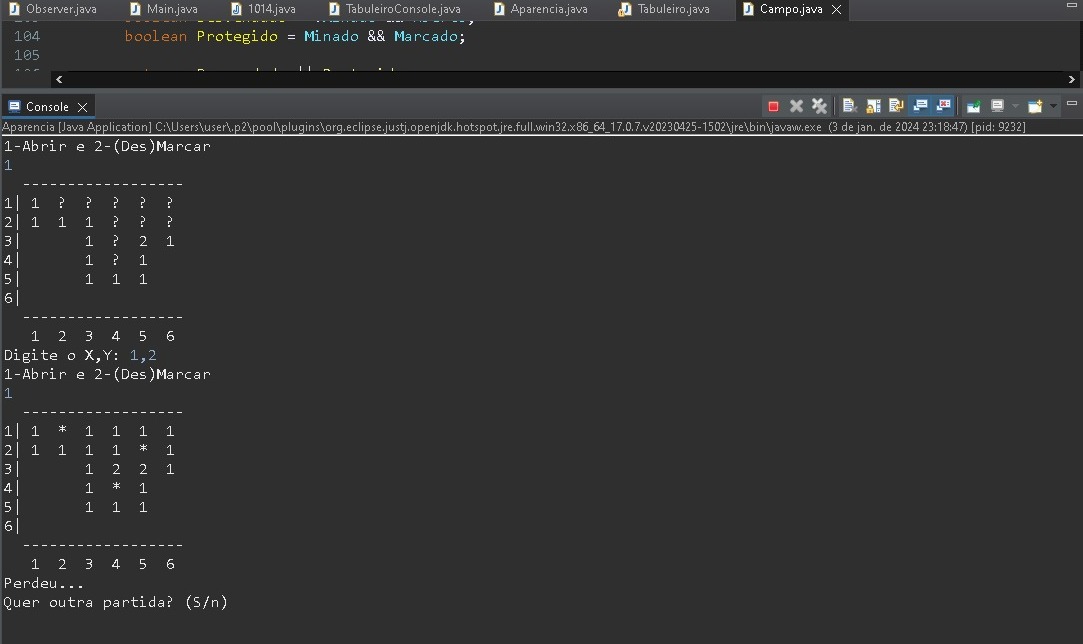 Observer.java Main.java 1014.java TabuleiroConsole.java Aparencia.java Tabuleiro.java Campo.java
104 boolean Protegido = Minado && Marcado;
105
Console
Aparencia [Java Application] C:\Users\user\.p2\pool\plugins\org.eclipse.justj.openjdk.hotspot.jre.full.win32.x86_64_17.0.7.v20230425-1502\jre\bin\javaw.exe (3 de jan. de 2024 23:18:47) [pid: 9232]
1-Abrir e 2-(Des)Marcar
1
------------------
1| 1 ? ? ? ? ?
2| 1 1 1 ? ? ?
3| 1 ? 2 1
4| 1 ? 1
5| 1 1 1
6|
------------------
1 2 3 4 5 6
Digite o X,Y: 1,2
1-Abrir e 2-(Des)Marcar
1
------------------
1| 1 * 1 1 1 1
2| 1 1 1 1 * 1
3| 1 2 2 1
4| 1 * 1
5| 1 1 1
6|
------------------
1 2 3 4 5 6
Perdeu...
Quer outra partida? (S/n)